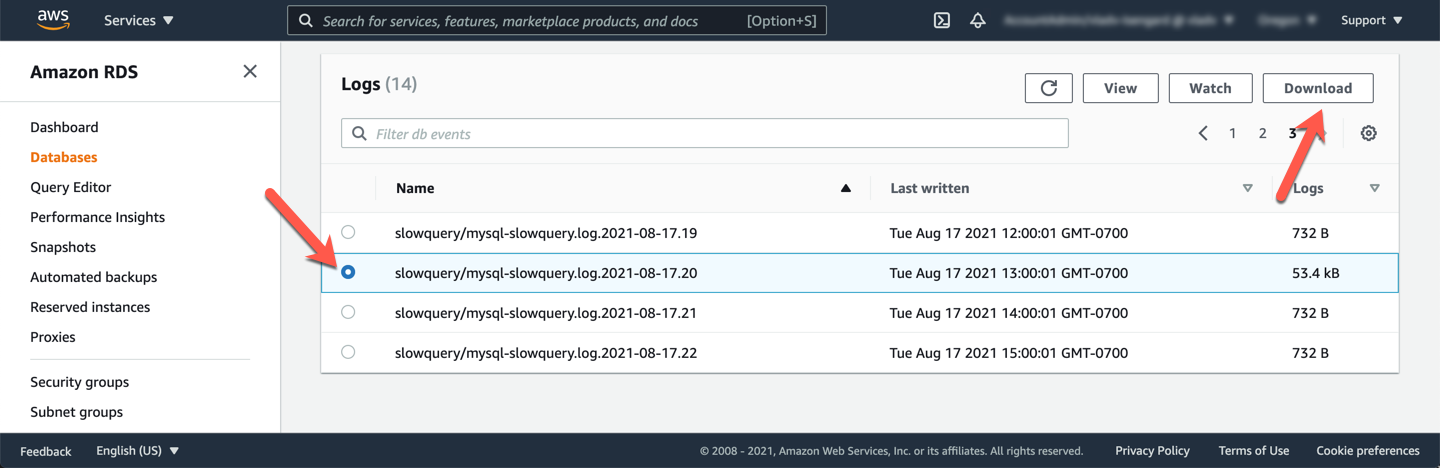 aws Services Search for services, features, marketplace products, and docs [Option+S] Support
Amazon RDS
Dashboard
Databases
Query Editor
Performance Insights
Snapshots
Automated backups
Reserved instances
Proxies
Security groups
Subnet groups
Logs (14) View Watch Download
Filter db events 1 2 3
Name Last written Logs
slowquery/mysql-slowquery.log.2021-08-17.19 Tue Aug 17 2021 12:00:01 GMT-0700 732 B
slowquery/mysql-slowquery.log.2021-08-17.20 Tue Aug 17 2021 13:00:01 GMT-0700 53.4 kB
slowquery/mysql-slowquery.log.2021-08-17.21 Tue Aug 17 2021 14:00:01 GMT-0700 732 B
slowquery/mysql-slowquery.log.2021-08-17.22 Tue Aug 17 2021 15:00:01 GMT-0700 732 B
Feedback English (US) © 2008 - 2021, Amazon Web Services, Inc. or its affiliates. All rights reserved. Privacy Policy Terms of Use Cookie preferences